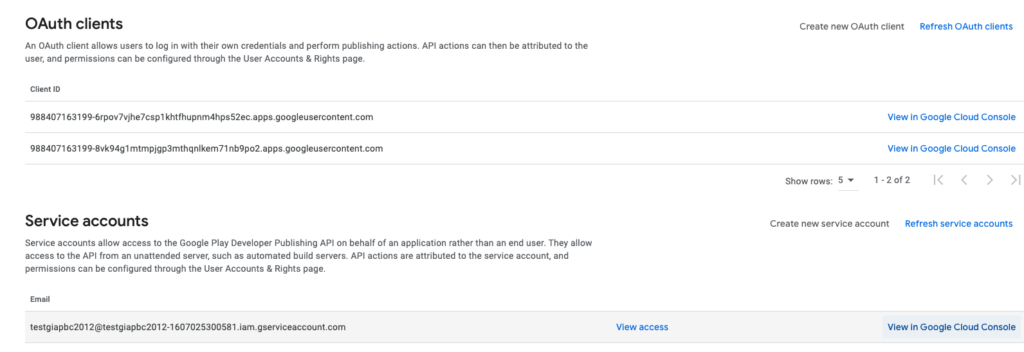 OAuth clients
Create new OAuth client Refresh OAuth clients
An OAuth client allows users to log in with their own credentials and perform publishing actions. API actions can then be attributed to the
user, and permissions can be configured through the User Accounts & Rights page.
Client ID
988407163199-6rpov7vjhe7csp1khtfhupnm4hps52ec.apps.googleusercontent.com View in Google Cloud Console
988407163199-8vk94g1mtmpjgp3mthqnlkem71nb9po2.apps.googleusercontent.com View in Google Cloud Console
Show rows: 5 1 - 2 of 2
Service accounts
Create new service account Refresh service accounts
Service accounts allow access to the Google Play Developer Publishing API on behalf of an application rather than an end user. They allow
access to the API from an unattended server, such as automated build servers. API actions are attributed to the service account, and
permissions can be configured through the User Accounts & Rights page.
Email
testgiapbc2012@testgiapbc2012-1607025300581.iam.gserviceaccount.com View access View in Google Cloud Console